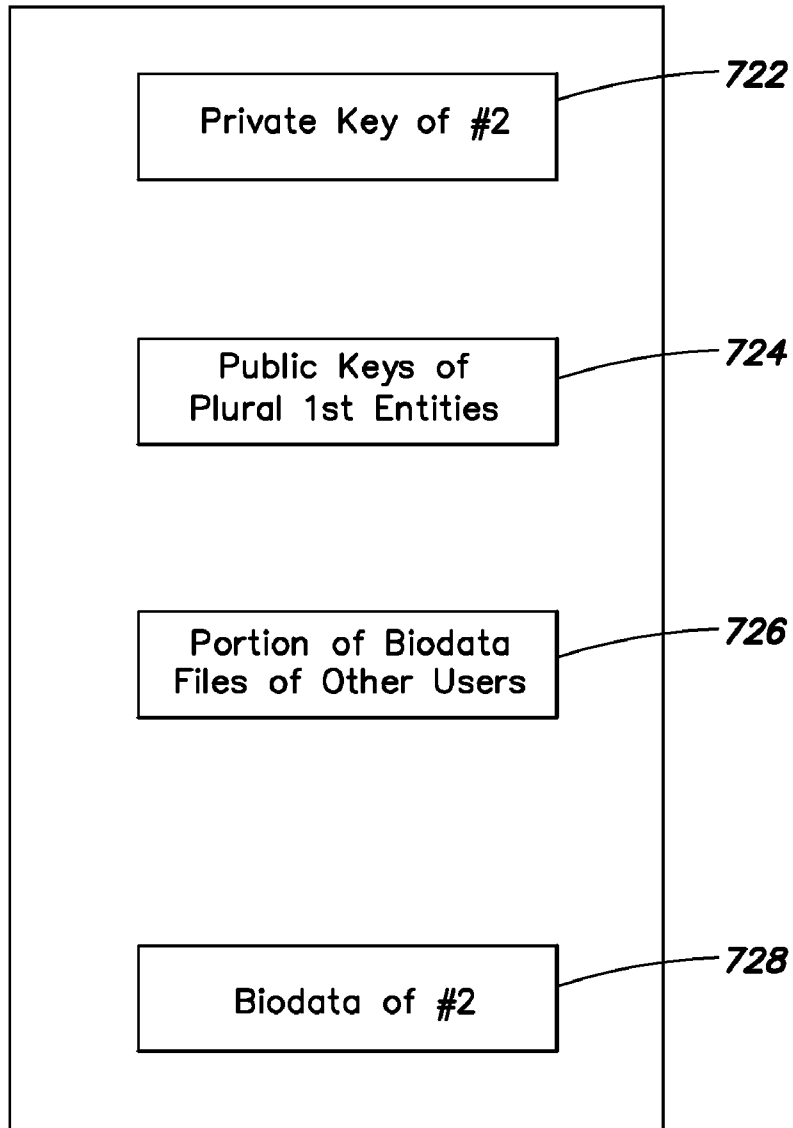 722
Private Key of #2
724
Public Keys of
Plural 1st Entities
726
Portion of Biodata
Files of Other Users
728
Biodata of #2